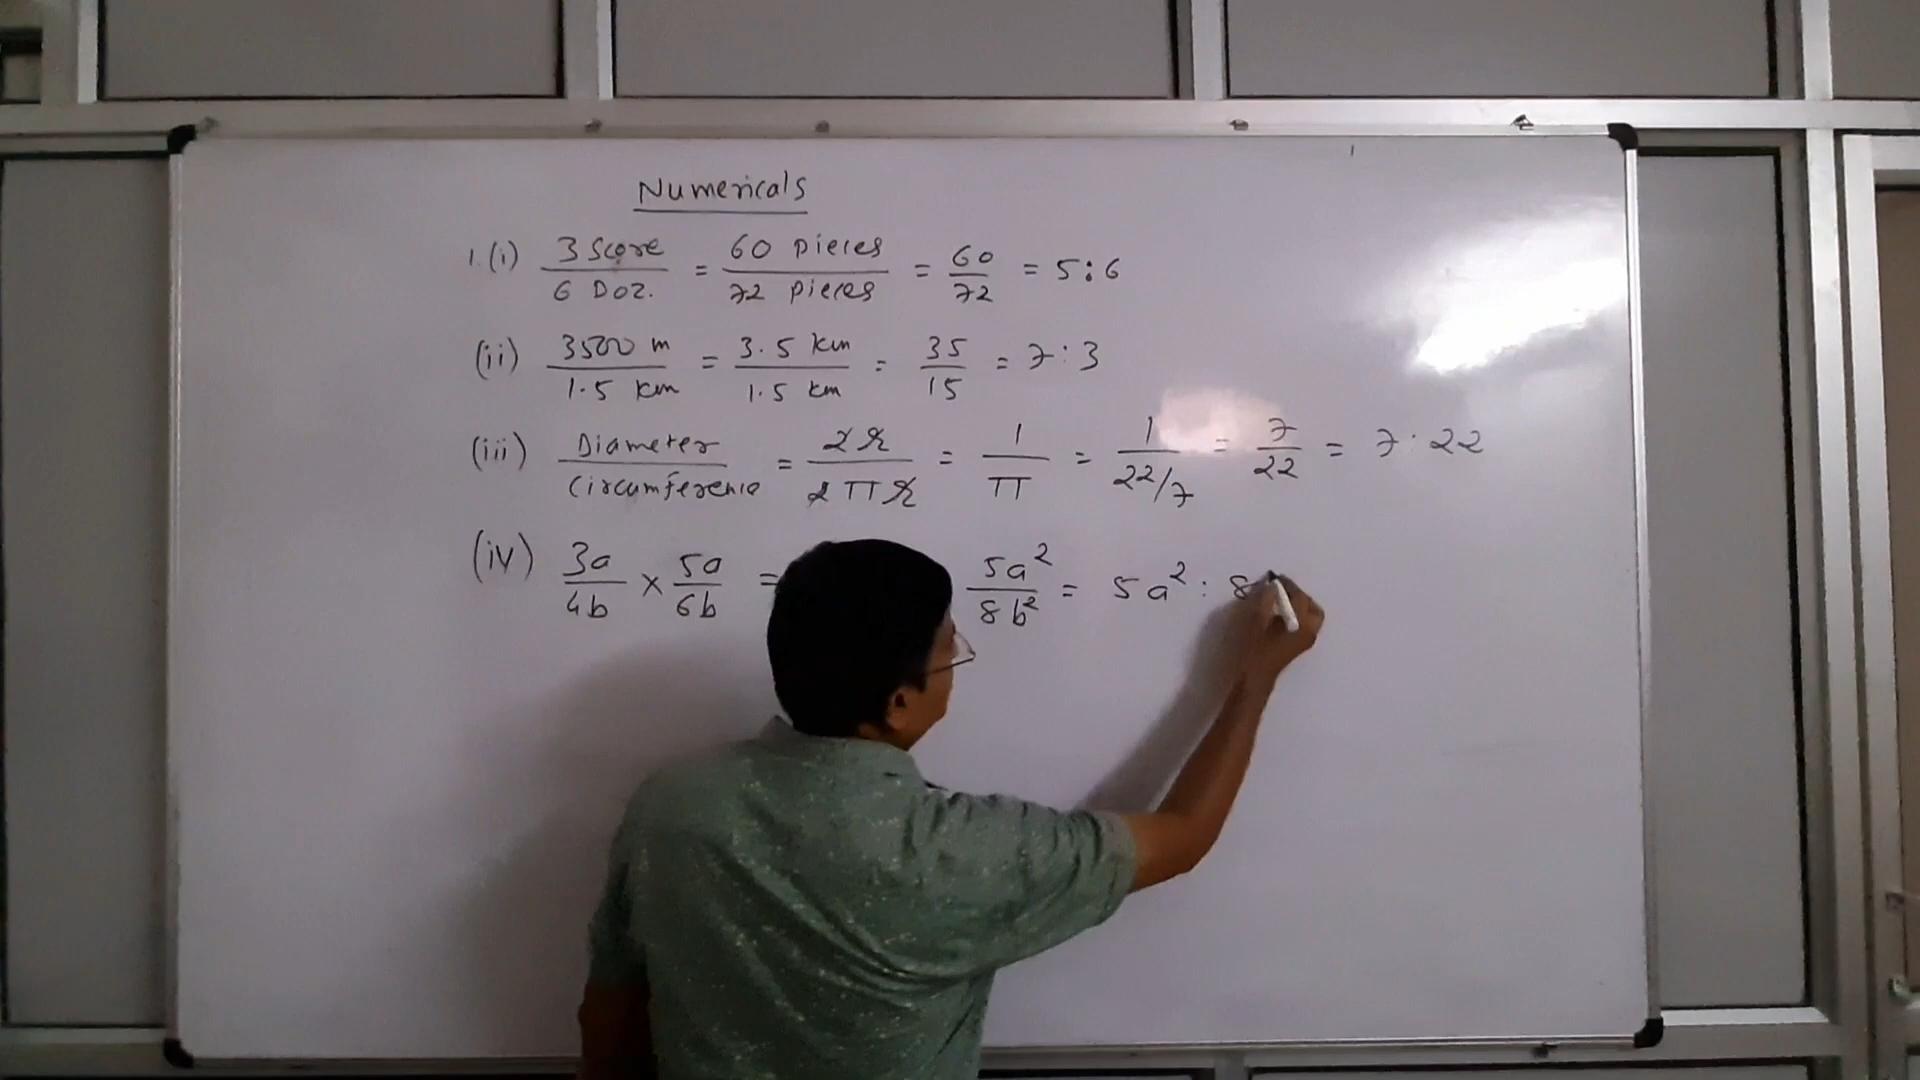 Numericals
1.(i) 3 Score / 6 Doz. = 60 pieces / 72 pieces = 60/72 = 5:6
(ii) 3500 m / 1.5 km = 3.5 km / 1.5 km = 35/15 = 7:3
(iii) Diameter / Circumference = 2r / 2πr = 1/π = 1/22/7 = 7/22 = 7:22
(iv) 3a/4b × 5a/6b = 5a²/8b² = 5a² : 8